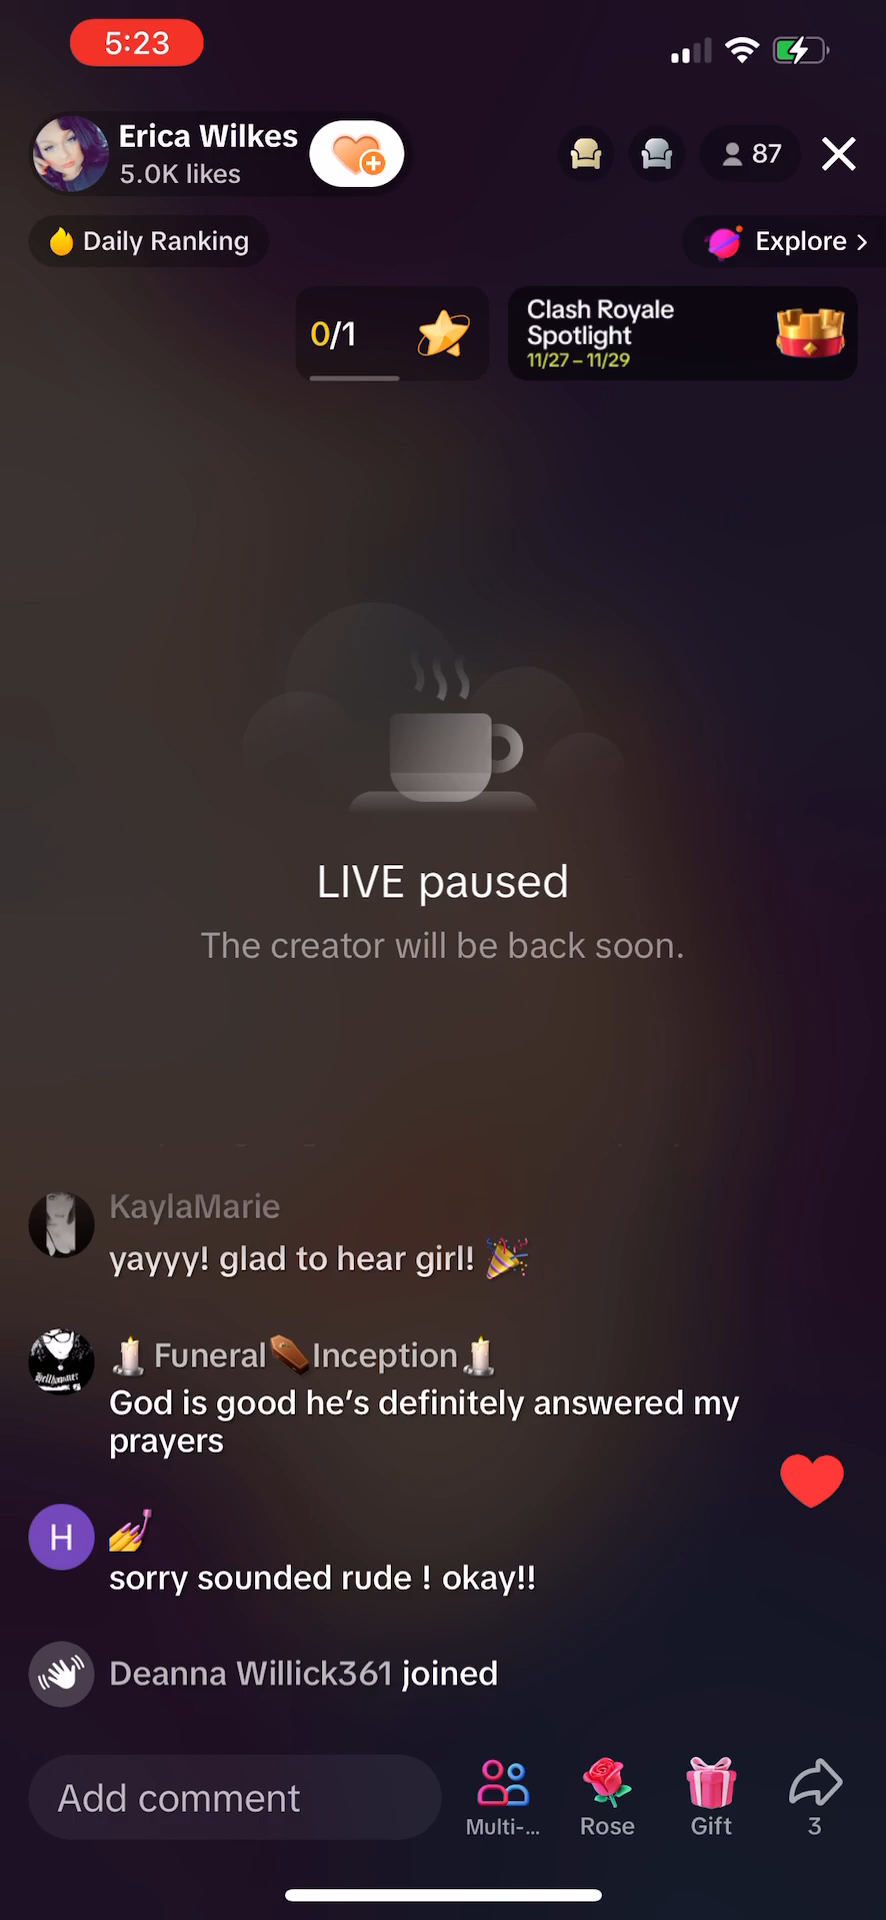 5:23
Erica Wilkes
5.0K likes
87
Daily Ranking
Explore >
0/1
Clash Royale
Spotlight
11/27 – 11/29
LIVE paused
The creator will be back soon.
KaylaMarie
yayyy! glad to hear girl! 🎉
🕯️Funeral⚰️Inception🕯️
God is good he’s definitely answered my
prayers
H
💅
sorry sounded rude ! okay!!
Deanna Willick361 joined
Add comment
Multi-...
Rose
Gift
3